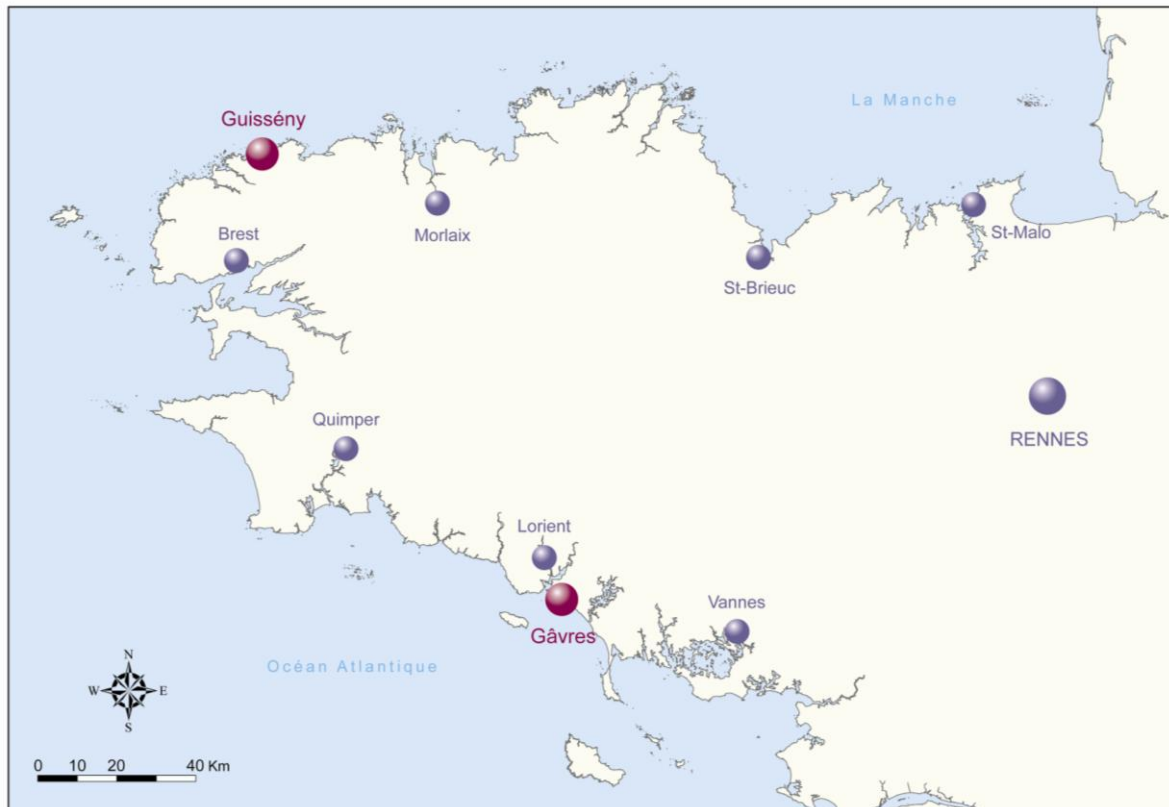 La Manche
Guissény
Brest
Morlaix
St-Malo
St-Brieuc
Quimper
RENNES
Lorient
Vannes
Gâvres
Océan Atlantique
N
W E
S
0 10 20 40 Km